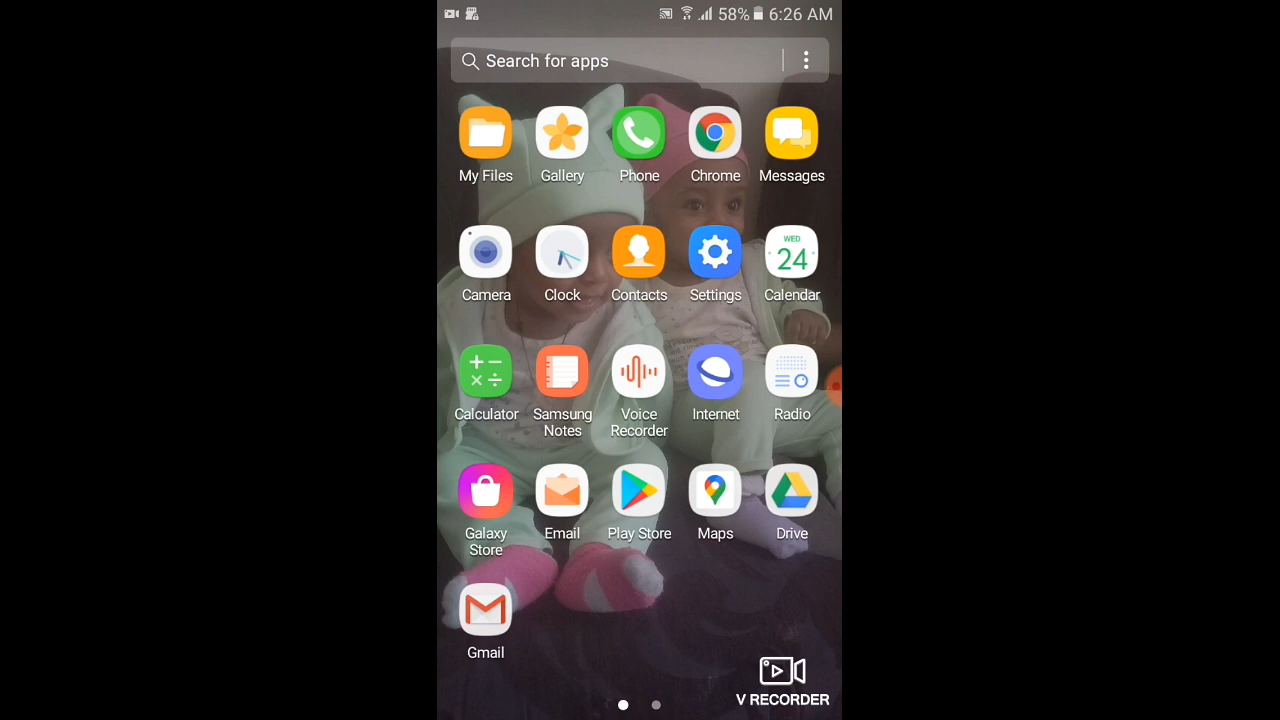 58% 6:26 AM
Search for apps
My Files Gallery Phone Chrome Messages
WED
24
Camera Clock Contacts Settings Calendar
Calculator Samsung Notes Voice Recorder Internet Radio
Galaxy Store Email Play Store Maps Drive
Gmail
V RECORDER